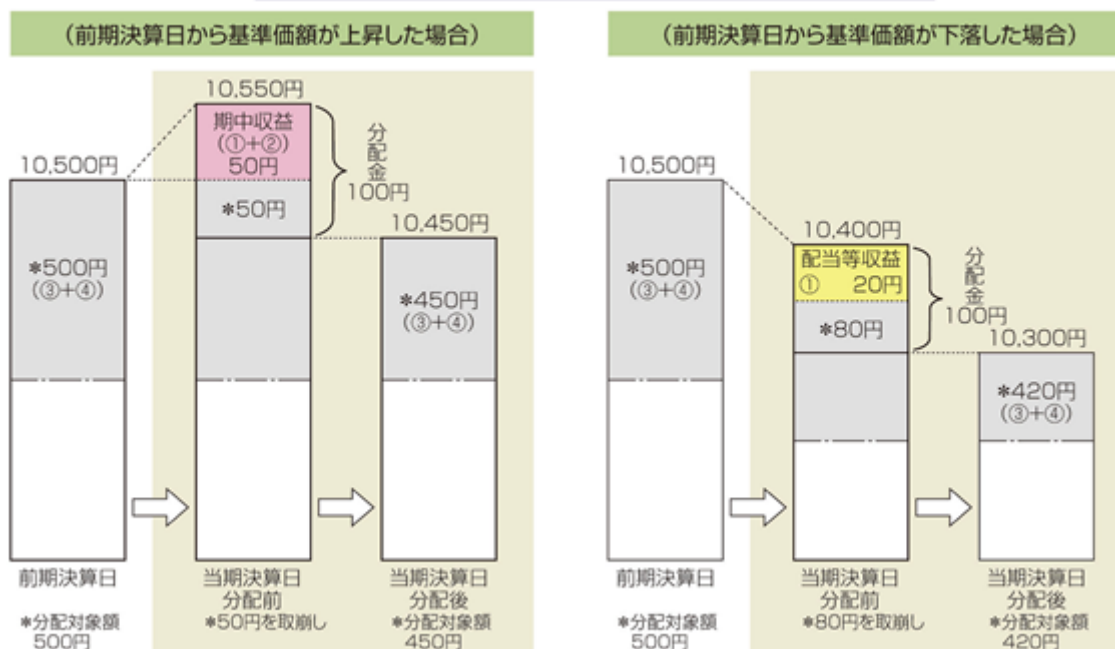 (前期決算日から基準価額が上昇した場合)
10,550円
期中収益
(①+②)
50円
*50円
分配金
100円
10,500円
*500円
(③+④)
10,450円
*450円
(③+④)
前期決算日
*分配対象額
500円
当期決算日
分配前
*50円を取崩し
当期決算日
分配後
*分配対象額
450円
(前期決算日から基準価額が下落した場合)
10,500円
*500円
(③+④)
10,400円
配当等収益
① 20円
*80円
分配金
100円
10,300円
*420円
(③+④)
前期決算日
*分配対象額
500円
当期決算日
分配前
*80円を取崩し
当期決算日
分配後
*分配対象額
420円